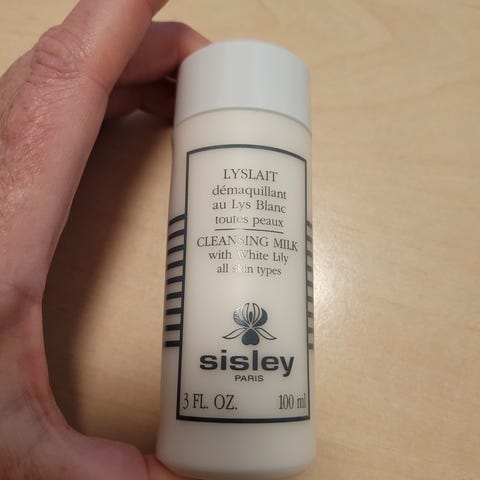 LYSLAIT
démaquillant
au Lys Blanc
toutes peaux
CLEANSING MILK
with White Lily
all skin types
sisley
PARIS
3 FL. OZ. 100 ml